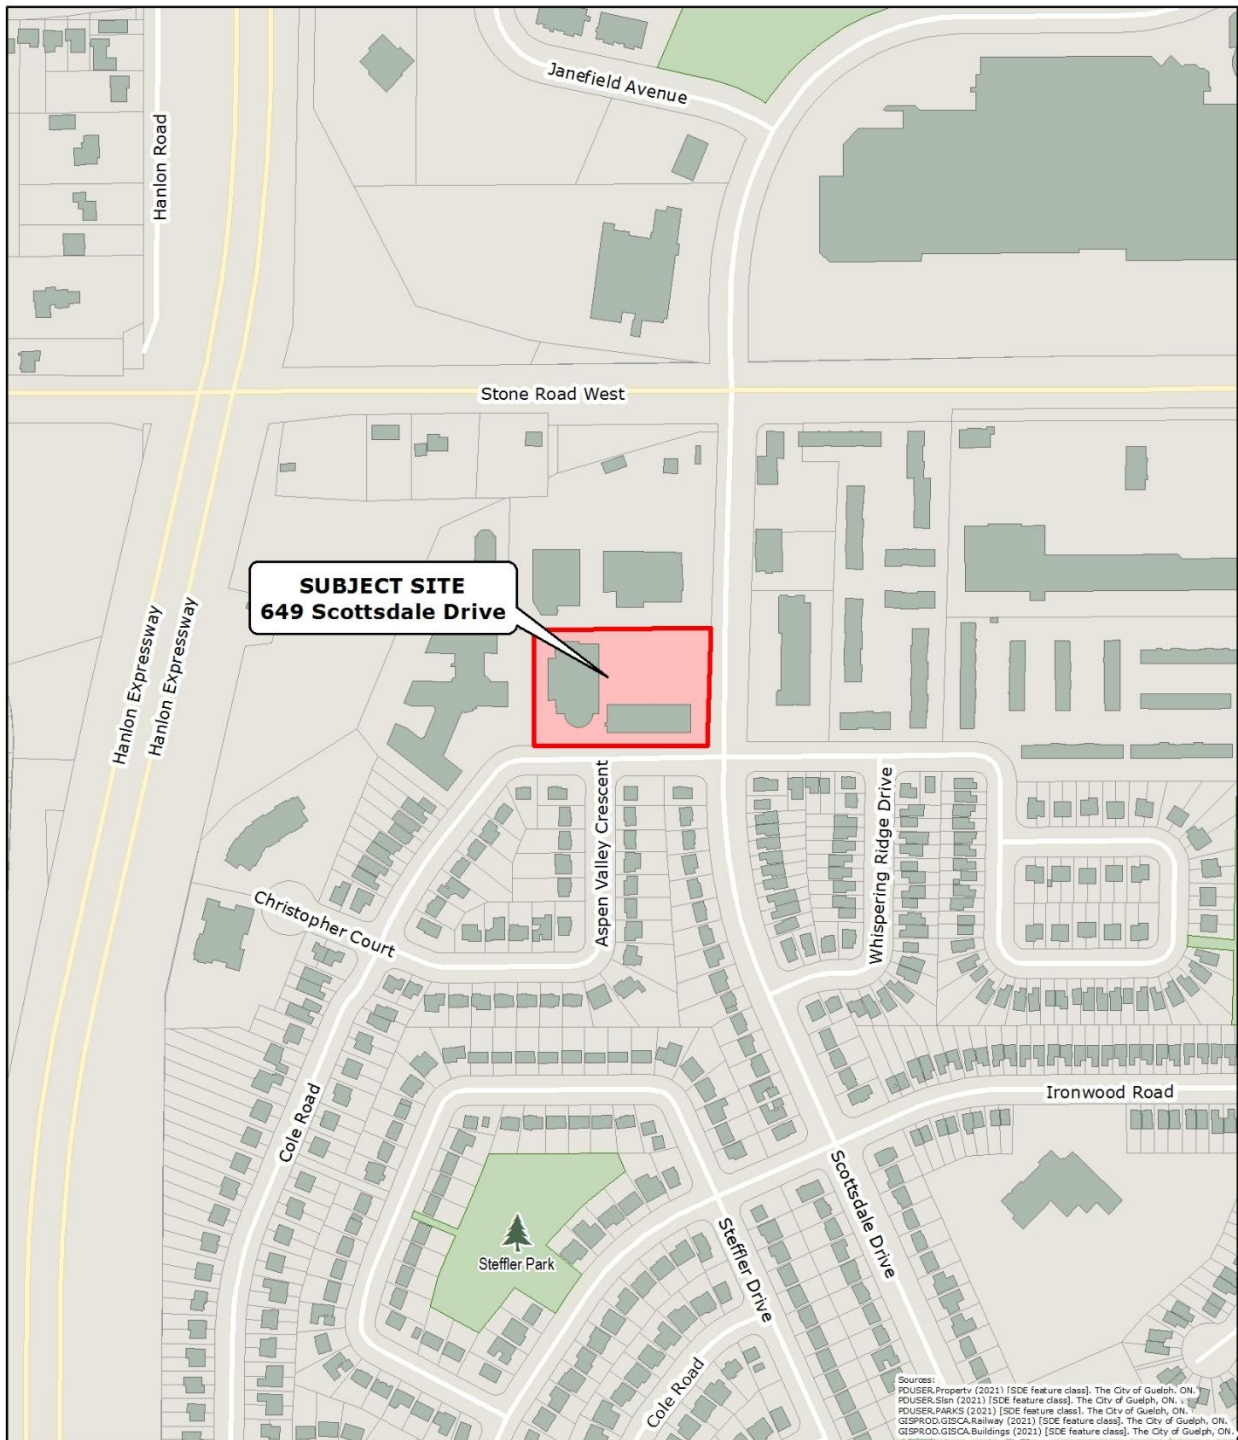 Janefield Avenue
Hanlon Road
Stone Road West
SUBJECT SITE
649 Scottsdale Drive
Hanlon Expressway
Hanlon Expressway
Aspen Valley Crescent
Whispering Ridge Drive
Christopher Court
Ironwood Road
Cole Road
Scottsdale Drive
Steffler Park
Steffler Drive
Cole Road
Sources:
PDUSER.Property (2021) [SDE feature class]. The City of Guelph, ON.
PDUSER.Slsn (2021) [SDE feature class]. The City of Guelph, ON.
PDUSER.PARKS (2021) [SDE feature class]. The City of Guelph, ON.
GISPROD.GISCA.Railway (2021) [SDE feature class]. The City of Guelph, ON.
GISPROD.GISCA.Buildings (2021) [SDE feature class]. The City of Guelph, ON.